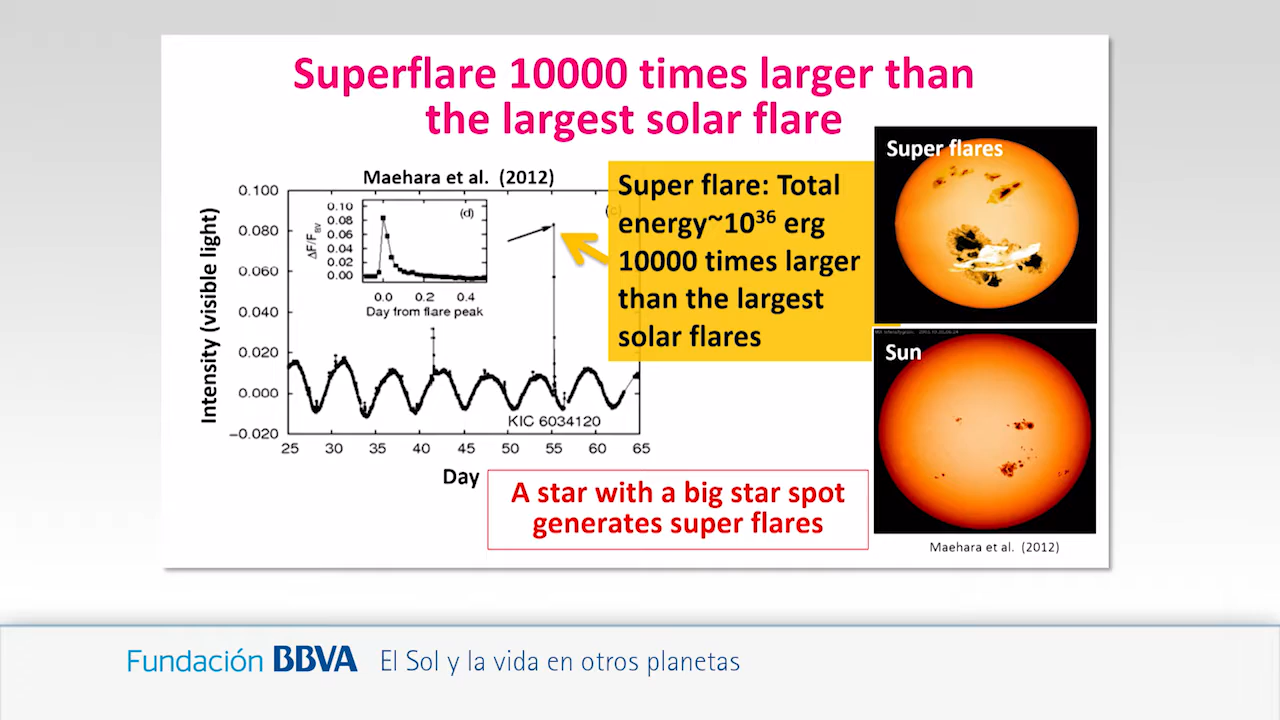 Superflare 10000 times larger than
the largest solar flare
Maehara et al. (2012)
Super flare: Total
energy~10³⁶ erg
10000 times larger
than the largest
solar flares
Super flares
Sun
Maehara et al. (2012)
Intensity (visible light)
0.100
0.080
0.060
0.040
0.020
0.000
−0.020
25 30 35 40 45 50 55 60 65
Day
KIC 6034120
(d)
ΔF/F
0.10
0.08
0.06
0.04
0.02
0.00
0.0 0.2 0.4
Day from flare peak
A star with a big star spot
generates super flares
Fundación BBVA El Sol y la vida en otros planetas